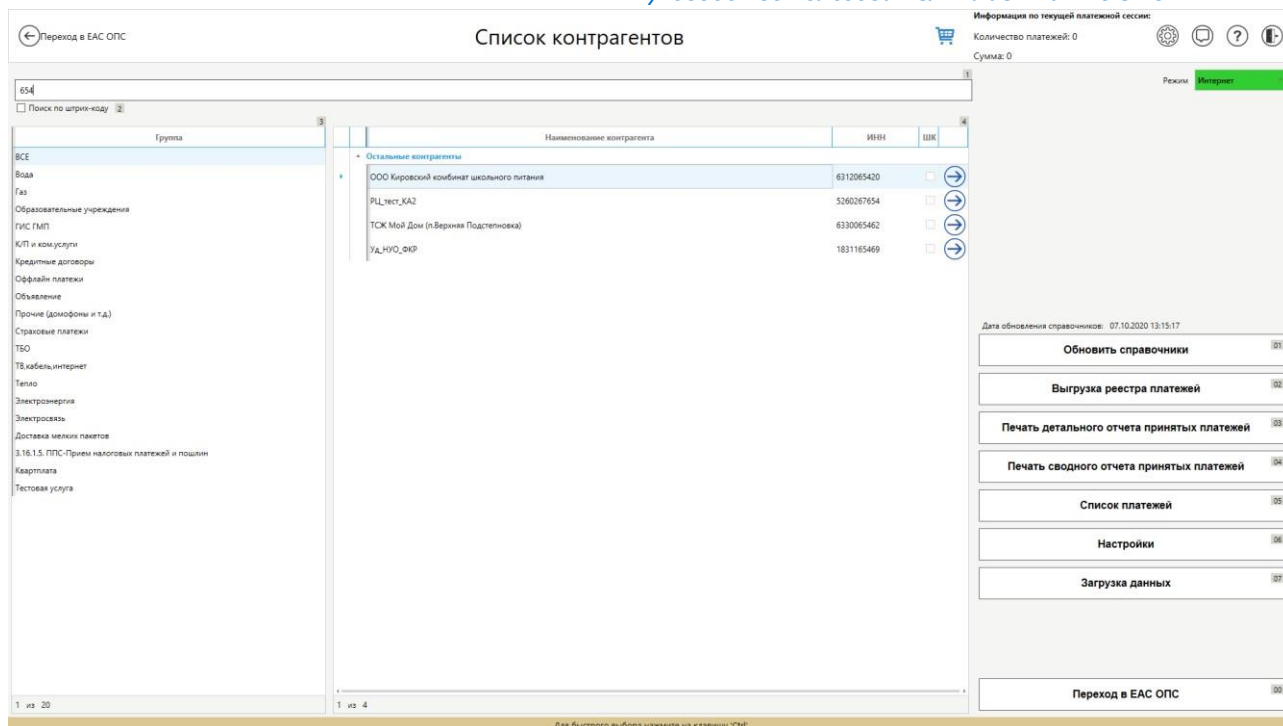 Информация по текущей платежной сессии:
Переход в ЕАС ОПС
Список контрагентов
Количество платежей: 0
Сумма: 0
1
654
Режим Интернет
Поиск по штрих-коду 2
3
4
Группа
Наименование контрагента ИНН ШК
ВСЕ
Вода
Газ
Образовательные учреждения
ГИС ГМП
К/П и ком.услуги
Кредитные договоры
Оффлайн платежи
Объявление
Прочие (домофоны и т.д.)
Страховые платежи
ТБО
ТВ,кабель,интернет
Тепло
Электроэнергия
Электросвязь
Доставка мелких пакетов
3.16.1.5. ППС-Прием налоговых платежей и пошлин
Квартплата
Тестовая услуга
1 из 20
Остальные контрагенты
ООО Кировский комбинат школьного питания 6312065420
РЦ_тест_КА2 5260267654
ТСЖ Мой Дом (п.Верхняя Подстепновка) 6330065462
Уд_НУО_ФКР 1831165469
1 из 4
Дата обновления справочников: 07.10.2020 13:15:17
Обновить справочники 01
Выгрузка реестра платежей 02
Печать детального отчета принятых платежей 03
Печать сводного отчета принятых платежей 04
Список платежей 05
Настройки 06
Загрузка данных 07
Переход в ЕАС ОПС 00
Для быстрого выбора нажмите на клавишу 'Ctrl'